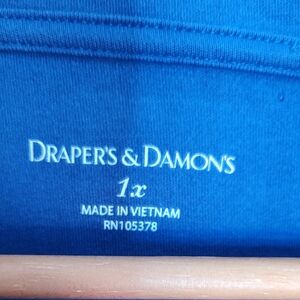 DRAPER'S & DAMON'S
1x
MADE IN VIETNAM
RN105378